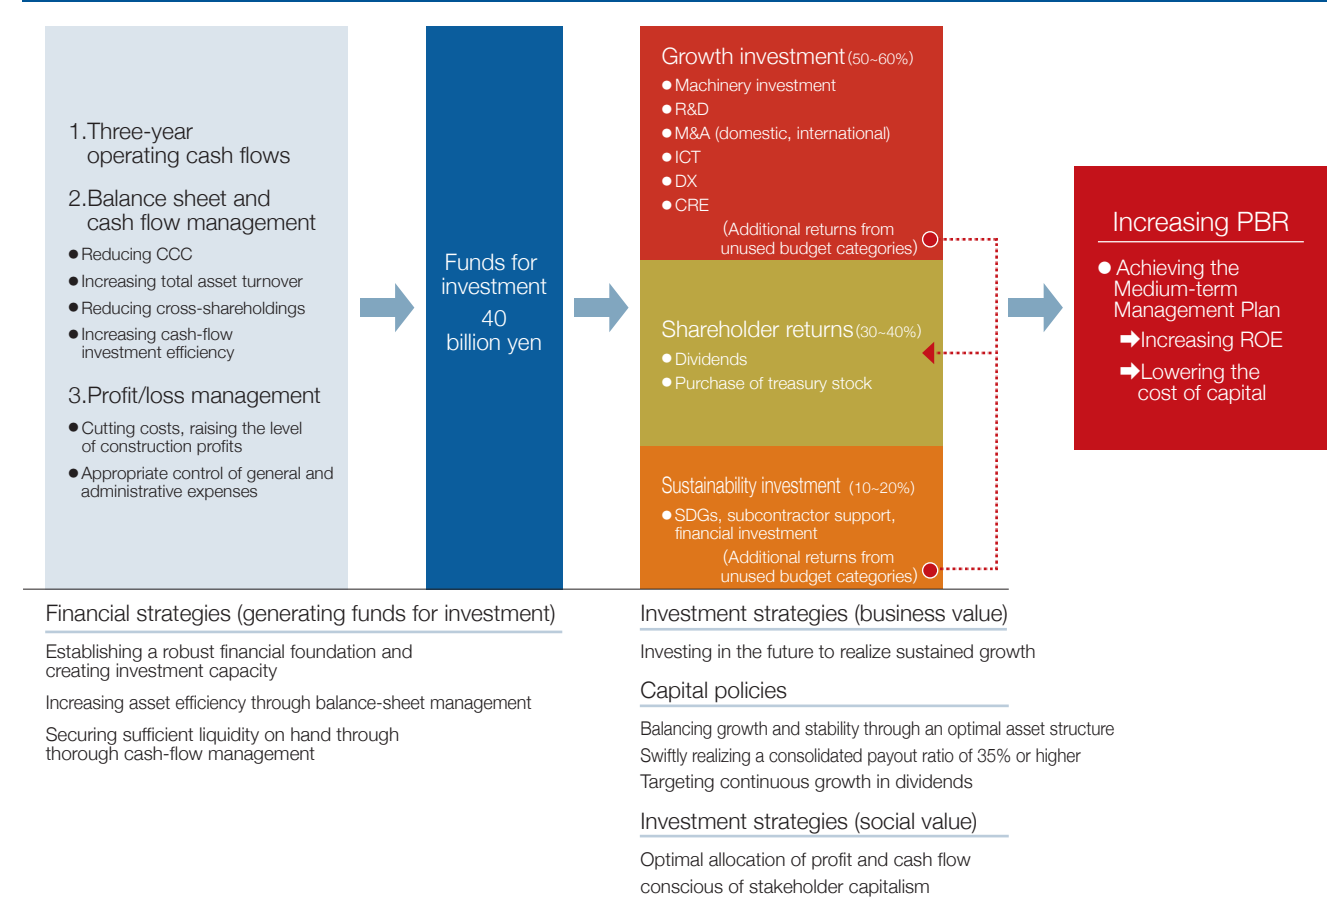 1.Three-year
operating cash flows
2.Balance sheet and
cash flow management
●Reducing CCC
●Increasing total asset turnover
●Reducing cross-shareholdings
●Increasing cash-flow
investment efficiency
3.Profit/loss management
●Cutting costs, raising the level
of construction profits
●Appropriate control of general and
administrative expenses
Funds for
investment
40
billion yen
Growth investment (50~60%)
●Machinery investment
●R&D
●M&A (domestic, international)
●ICT
●DX
●CRE
(Additional returns from
unused budget categories)
Shareholder returns (30~40%)
●Dividends
●Purchase of treasury stock
Sustainability investment (10~20%)
●SDGs, subcontractor support,
financial investment
(Additional returns from
unused budget categories)
Increasing PBR
●Achieving the
Medium-term
Management Plan
➡Increasing ROE
➡Lowering the
cost of capital
Financial strategies (generating funds for investment)
Establishing a robust financial foundation and
creating investment capacity
Increasing asset efficiency through balance-sheet management
Securing sufficient liquidity on hand through
thorough cash-flow management
Investment strategies (business value)
Investing in the future to realize sustained growth
Capital policies
Balancing growth and stability through an optimal asset structure
Swiftly realizing a consolidated payout ratio of 35% or higher
Targeting continuous growth in dividends
Investment strategies (social value)
Optimal allocation of profit and cash flow
conscious of stakeholder capitalism